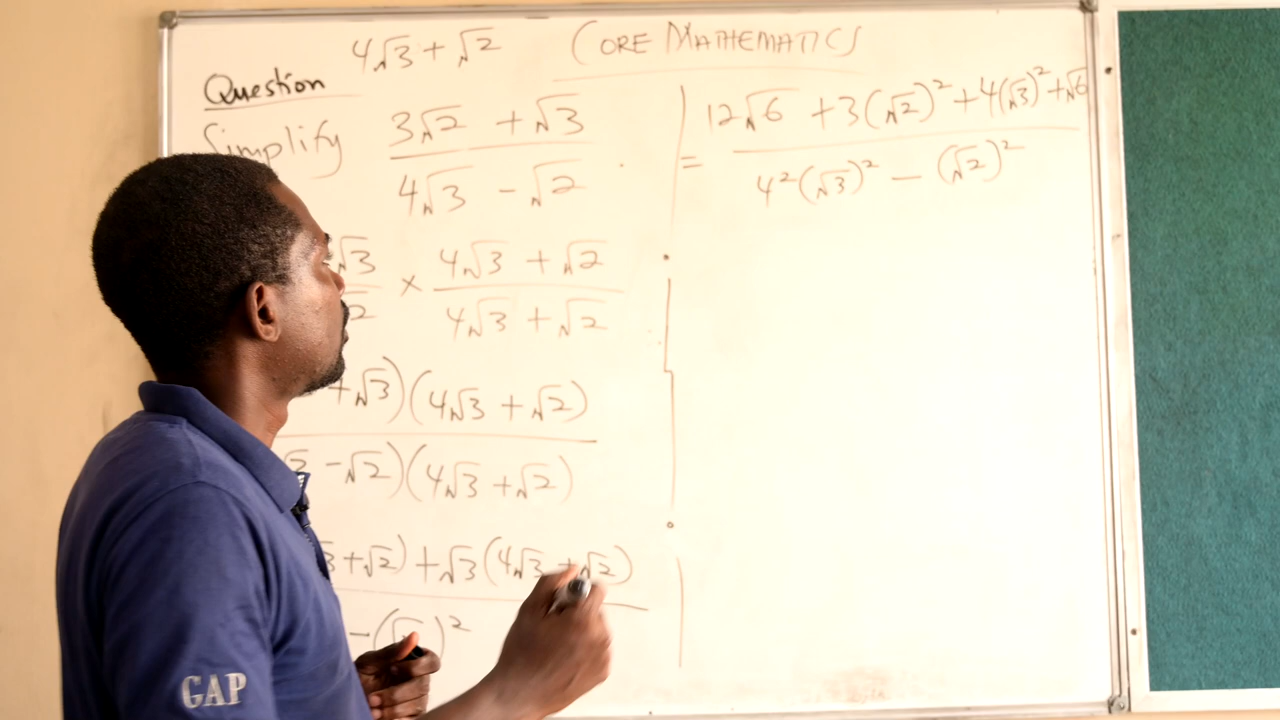 4√3 + √2
CORE MATHEMATICS
Question
Simplify
3√2 + √3
4√3 - √2
√3
2
× 4√3 + √2
4√3 + √2
+√3)(4√3 + √2)
-√2)(4√3 + √2)
+√2) + √3(4√3 + √2)
-( )²
= 12√6 + 3(√2)² + 4(√3)² + √6
4²(√3)² - (√2)²
GAP